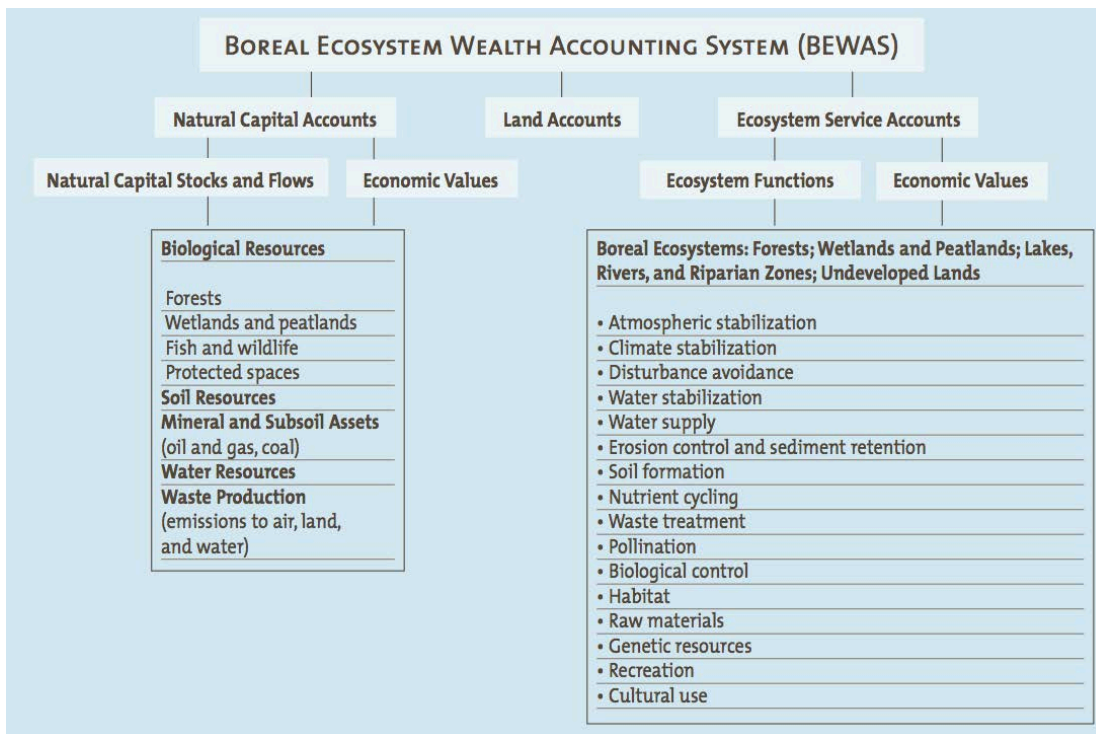 BOREAL ECOSYSTEM WEALTH ACCOUNTING SYSTEM (BEWAS)
Natural Capital Accounts
Land Accounts
Ecosystem Service Accounts
Natural Capital Stocks and Flows
Economic Values
Ecosystem Functions
Economic Values
Biological Resources
Forests
Wetlands and peatlands
Fish and wildlife
Protected spaces
Soil Resources
Mineral and Subsoil Assets
(oil and gas, coal)
Water Resources
Waste Production
(emissions to air, land,
and water)
Boreal Ecosystems: Forests; Wetlands and Peatlands; Lakes,
Rivers, and Riparian Zones; Undeveloped Lands
• Atmospheric stabilization
• Climate stabilization
• Disturbance avoidance
• Water stabilization
• Water supply
• Erosion control and sediment retention
• Soil formation
• Nutrient cycling
• Waste treatment
• Pollination
• Biological control
• Habitat
• Raw materials
• Genetic resources
• Recreation
• Cultural use